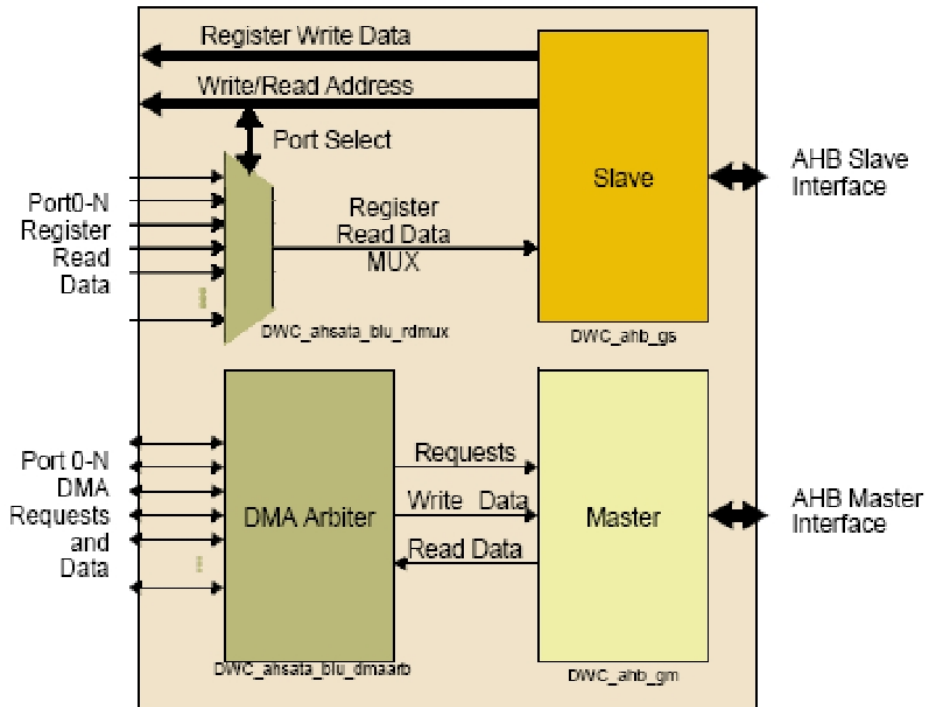 Register Write Data
Write/Read Address
Port Select
Slave
AHB Slave
Interface
Port0-N
Register
Read
Data
Register
Read Data
MUX
DWC_ahsata_blu_rdmux
DWC_ahb_gs
Port 0-N
DMA
Requests
and
Data
DMA Arbiter
Requests
Write Data
Read Data
Master
AHB Master
Interface
DWC_ahsata_blu_dmaarb
DWC_ahb_gm